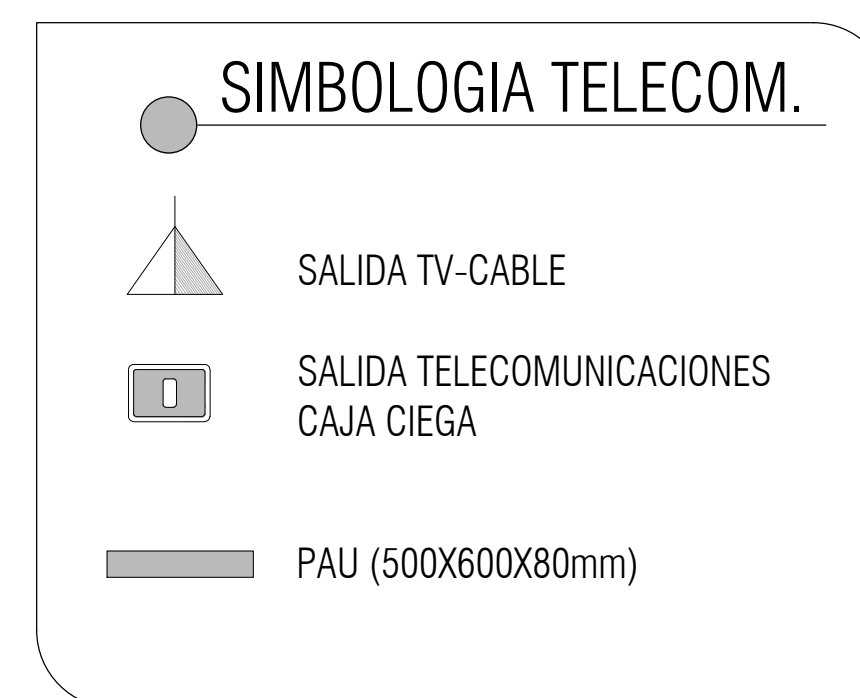 SIMBOLOGIA TELECOM.
SALIDA TV-CABLE
SALIDA TELECOMUNICACIONES
CAJA CIEGA
PAU (500X600X80mm)